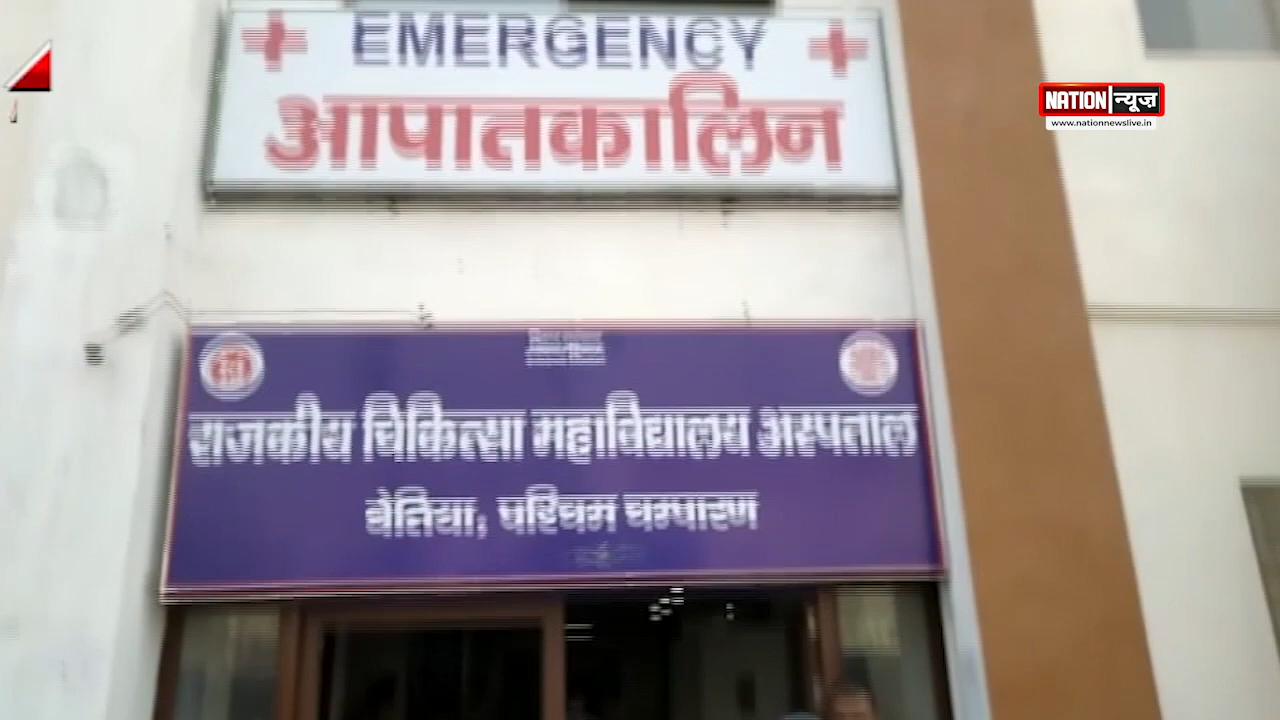 EMERGENCY
आपातकालिन
NATION न्यूज़
www.nationnewslive.in
राजकीय चिकित्सा महाविद्यालय अस्पताल
बेतिया, पश्चिम चम्पारण